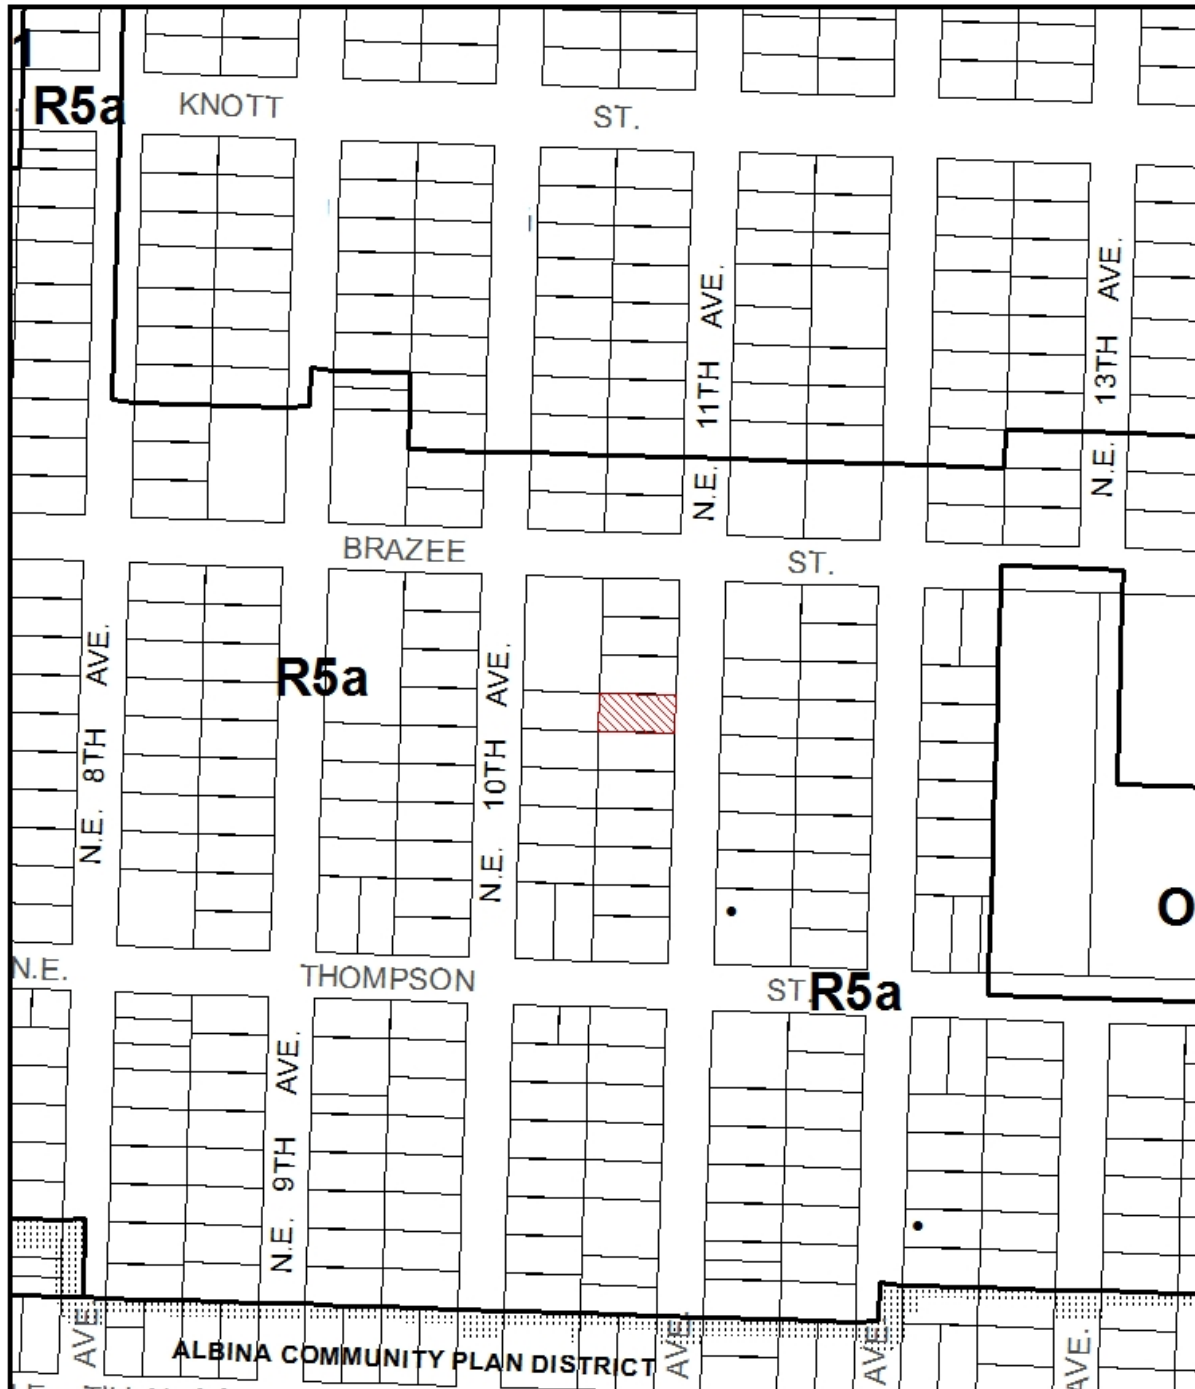 1
R5a
KNOTT
ST.
N.E. 11TH AVE.
N.E. 13TH AVE.
BRAZEE
ST.
N.E. 8TH AVE.
R5a
N.E. 10TH AVE.
O
N.E.
THOMPSON
ST.
R5a
N.E. 9TH AVE.
AVE.
AVE.
AVE.
AVE.
ALBINA COMMUNITY PLAN DISTRICT